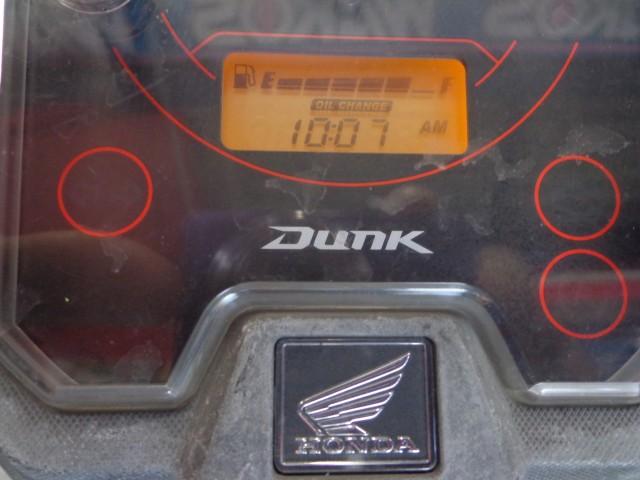 E F
OIL CHANGE
10:07 AM
DUNK
HONDA